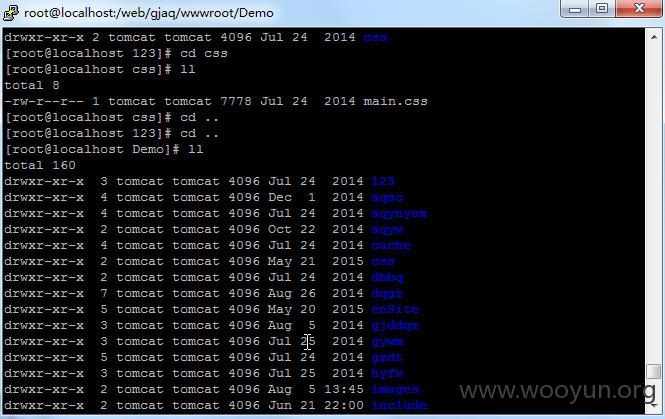 root@localhost:/web/gjaq/wwwroot/Demo
drwxr-xr-x 2 tomcat tomcat 4096 Jul 24 2014 css
[root@localhost 123]# cd css
[root@localhost css]# ll
total 8
-rw-r--r-- 1 tomcat tomcat 7778 Jul 24 2014 main.css
[root@localhost css]# cd ..
[root@localhost 123]# cd ..
[root@localhost Demo]# ll
total 160
drwxr-xr-x 3 tomcat tomcat 4096 Jul 24 2014 123
drwxr-xr-x 4 tomcat tomcat 4096 Dec 1 2014 aqsc
drwxr-xr-x 4 tomcat tomcat 4096 Jul 24 2014 aqynysx
drwxr-xr-x 2 tomcat tomcat 4096 Oct 22 2014 aqyw
drwxr-xr-x 4 tomcat tomcat 4096 Jul 24 2014 cache
drwxr-xr-x 2 tomcat tomcat 4096 May 21 2015 css
drwxr-xr-x 2 tomcat tomcat 4096 Jul 24 2014 dbbq
drwxr-xr-x 7 tomcat tomcat 4096 Aug 26 2014 dqgz
drwxr-xr-x 5 tomcat tomcat 4096 May 20 2015 enSite
drwxr-xr-x 3 tomcat tomcat 4096 Aug 5 2014 gjddqz
drwxr-xr-x 3 tomcat tomcat 4096 Jul 25 2014 gywm
drwxr-xr-x 5 tomcat tomcat 4096 Jul 24 2014 gzdt
drwxr-xr-x 3 tomcat tomcat 4096 Jul 25 2014 hyfw
drwxr-xr-x 2 tomcat tomcat 4096 Aug 5 13:45 images
drwxr-xr-x 2 tomcat tomcat 4096 Jun 21 22:00 include
www.wooyun.org